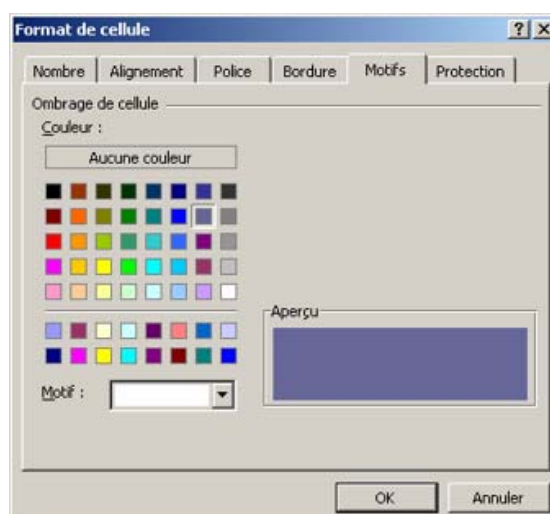 Format de cellule
Nombre Alignement Police Bordure Motifs Protection
Ombrage de cellule
Couleur :
Aucune couleur
Aperçu
Motif :
OK Annuler